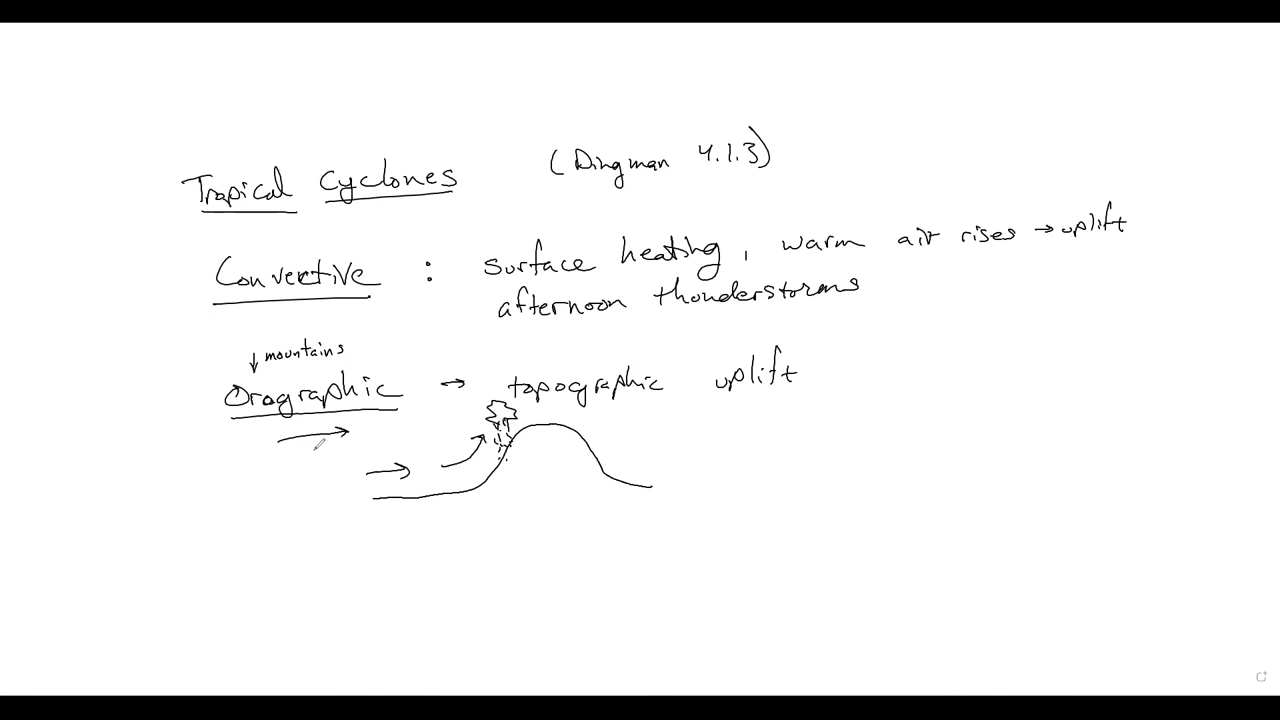 Tropical Cyclones (Dingman 4.1.3)
Convective : surface heating, warm air rises → uplift
afternoon thunderstorms
↓ mountains
Orographic → topographic uplift